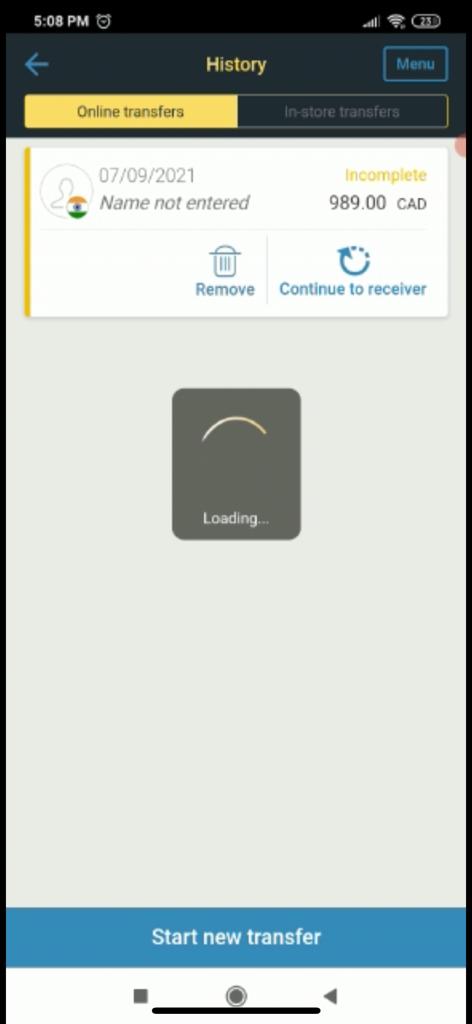 5:08 PM
23
History
Menu
Online transfers
In-store transfers
07/09/2021
Incomplete
Name not entered
989.00 CAD
Remove
Continue to receiver
Loading...
Start new transfer